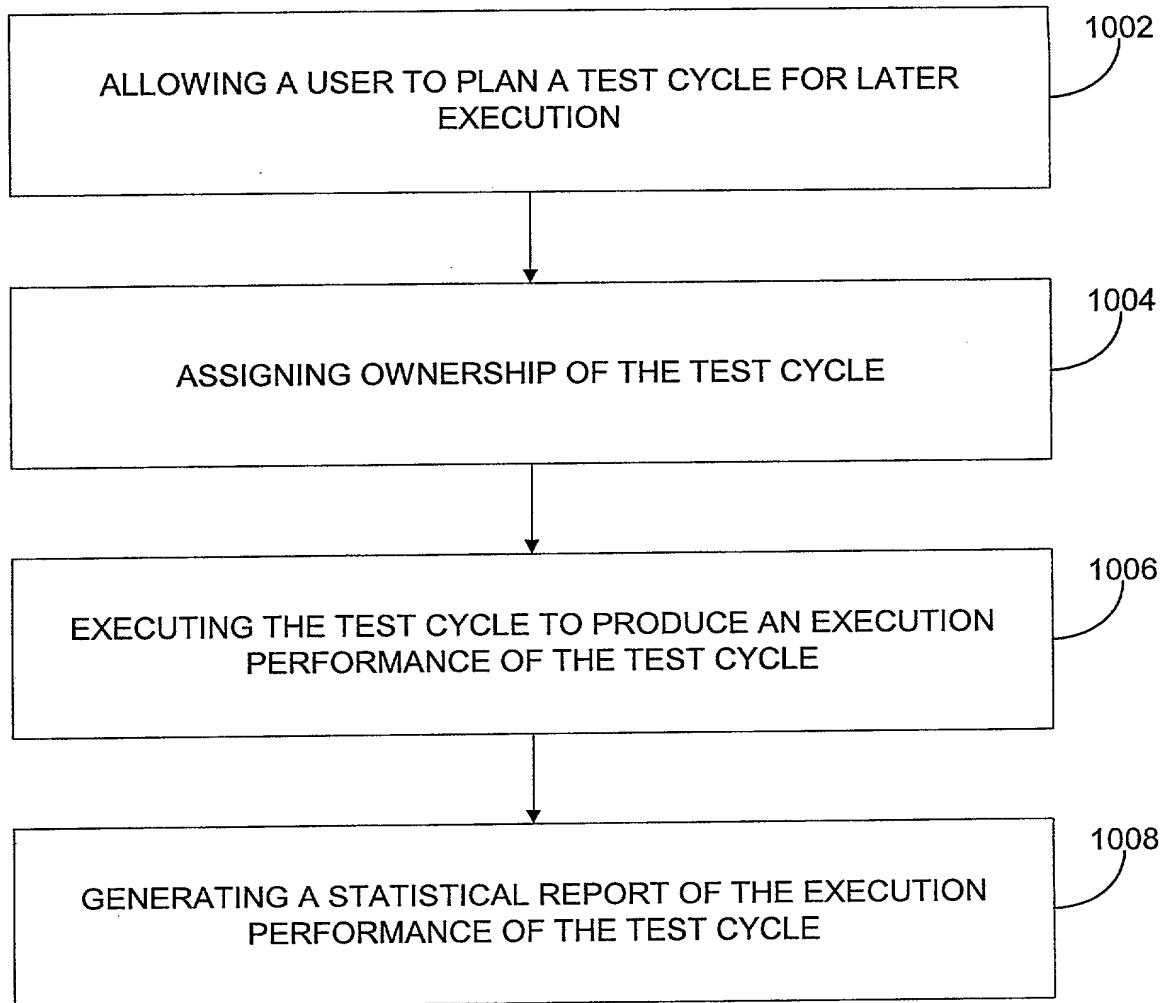 1002
ALLOWING A USER TO PLAN A TEST CYCLE FOR LATER
EXECUTION
1004
ASSIGNING OWNERSHIP OF THE TEST CYCLE
1006
EXECUTING THE TEST CYCLE TO PRODUCE AN EXECUTION
PERFORMANCE OF THE TEST CYCLE
1008
GENERATING A STATISTICAL REPORT OF THE EXECUTION
PERFORMANCE OF THE TEST CYCLE